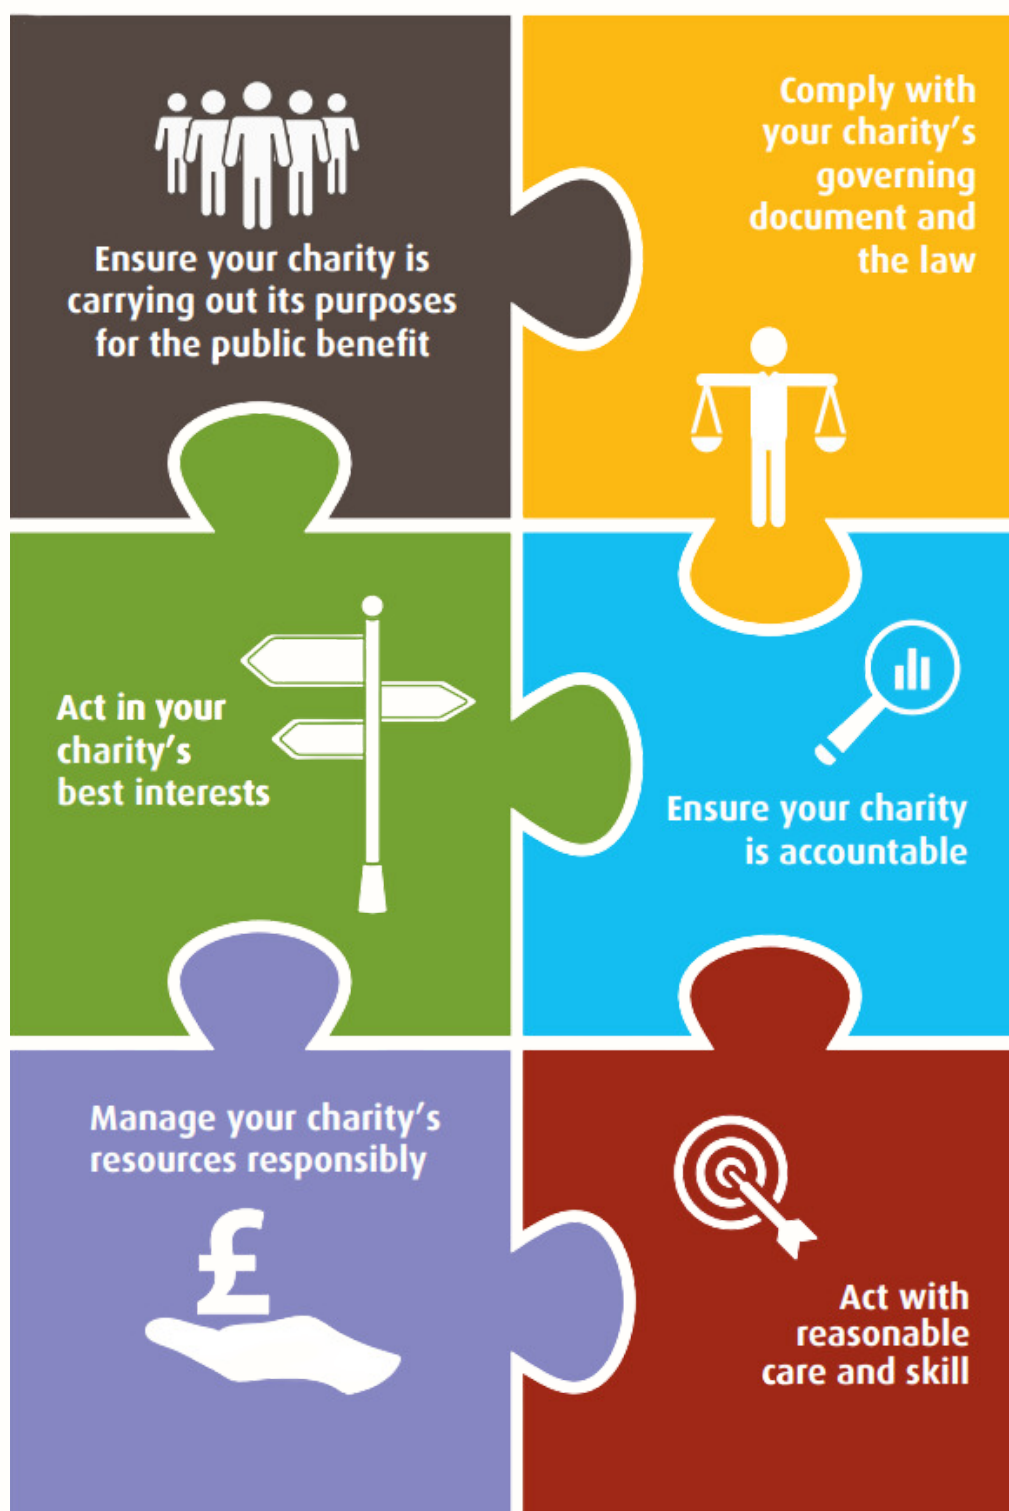 Ensure your charity is
carrying out its purposes
for the public benefit
Comply with
your charity's
governing
document and
the law
Act in your
charity's
best interests
Ensure your charity
is accountable
Manage your charity's
resources responsibly
£
Act with
reasonable
care and skill